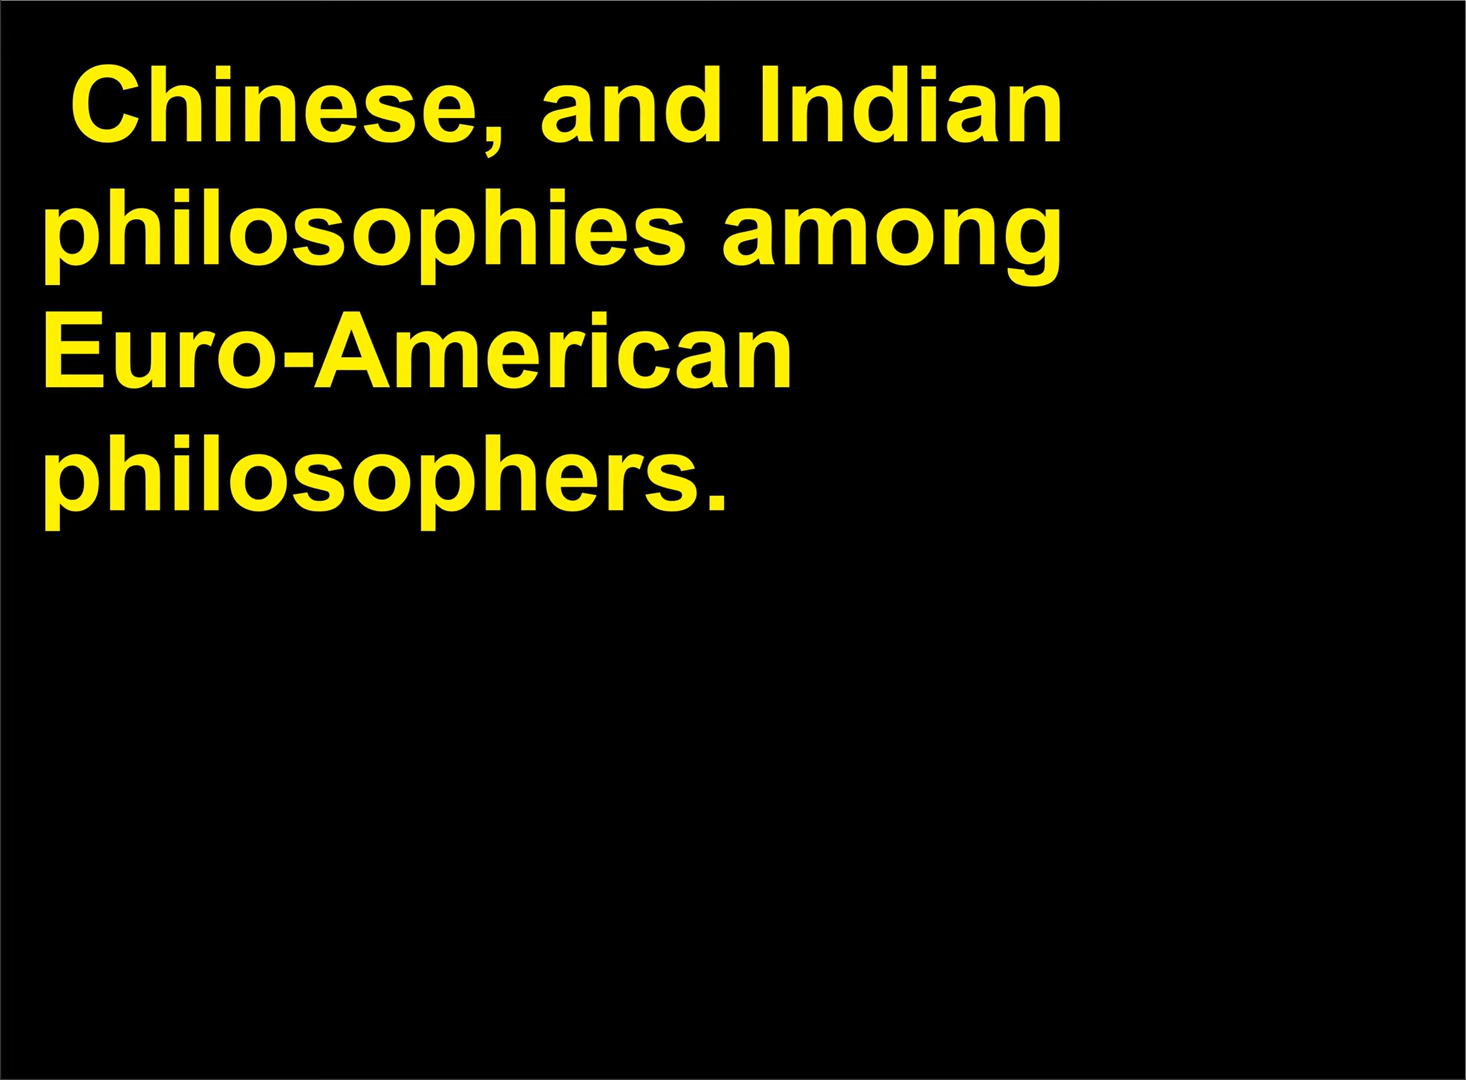 Chinese, and Indian
philosophies among
Euro-American
philosophers.